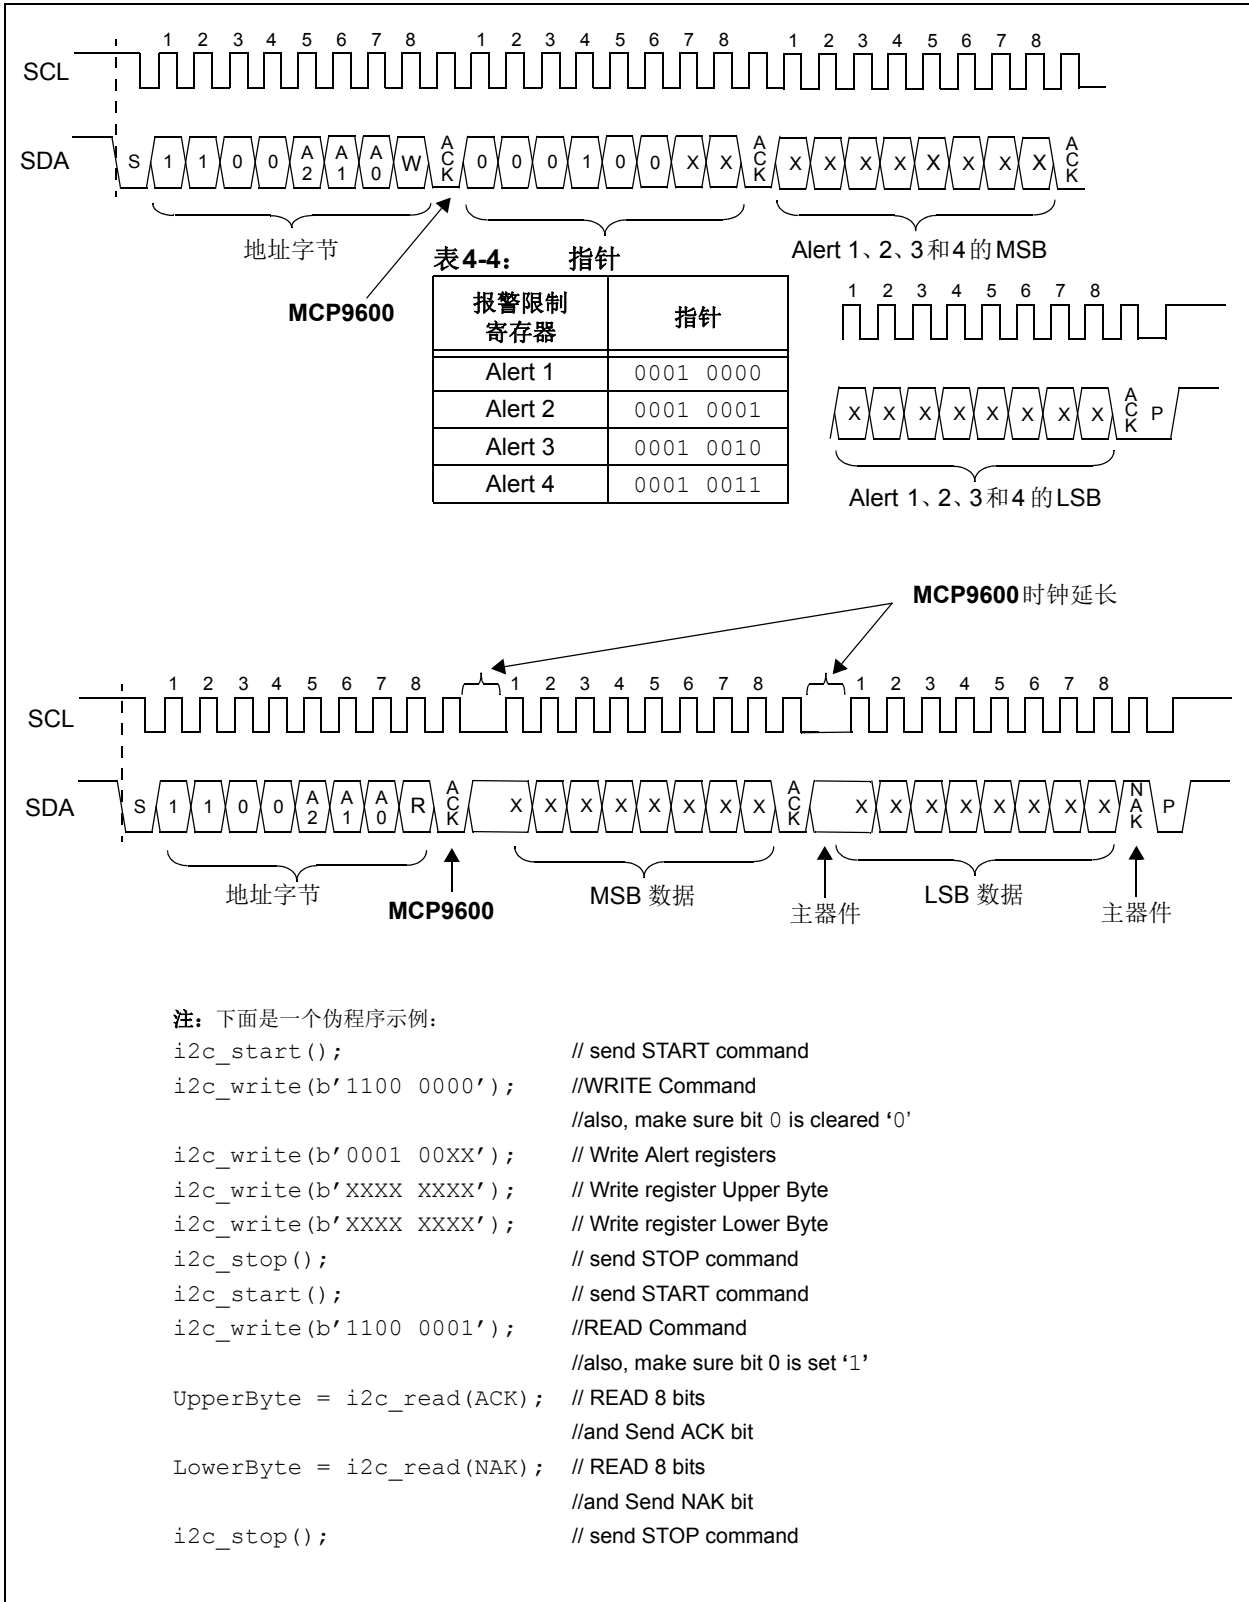 1 2 3 4 5 6 7 8 1 2 3 4 5 6 7 8 1 2 3 4 5 6 7 8
SCL
SDA S 1 1 0 0 A2 A1 A0 W ACK 0 0 0 1 0 0 X X ACK X X X X X X X X ACK
地址字节
Alert 1、2、3和4的MSB
MCP9600
表4-4： 指针
报警限制寄存器 指针
Alert 1 0001 0000
Alert 2 0001 0001
Alert 3 0001 0010
Alert 4 0001 0011
1 2 3 4 5 6 7 8
X X X X X X X X ACK P
Alert 1、2、3和4的LSB
MCP9600时钟延长
1 2 3 4 5 6 7 8 1 2 3 4 5 6 7 8 1 2 3 4 5 6 7 8
SCL
SDA S 1 1 0 0 A2 A1 A0 R ACK X X X X X X X X ACK X X X X X X X X NAK P
地址字节 MSB 数据 LSB 数据
MCP9600 主器件 主器件
注：下面是一个伪程序示例：
i2c_start(); // send START command
i2c_write(b’1100 0000’); //WRITE Command
//also, make sure bit 0 is cleared ‘0’
i2c_write(b’0001 00XX’); // Write Alert registers
i2c_write(b’XXXX XXXX’); // Write register Upper Byte
i2c_write(b’XXXX XXXX’); // Write register Lower Byte
i2c_stop(); // send STOP command
i2c_start(); // send START command
i2c_write(b’1100 0001’); //READ Command
//also, make sure bit 0 is set ‘1’
UpperByte = i2c_read(ACK); // READ 8 bits
//and Send ACK bit
LowerByte = i2c_read(NAK); // READ 8 bits
//and Send NAK bit
i2c_stop(); // send STOP command